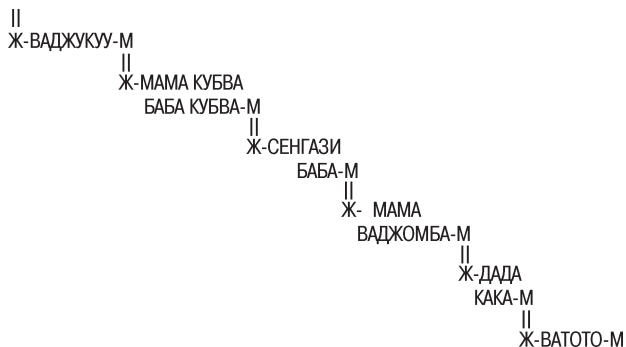 ||
Ж-ВАДЖУКУУ-М
||
Ж-МАМА КУБВА
БАБА КУБВА-М
||
Ж-СЕНГАЗИ
БАБА-М
||
Ж- МАМА
ВАДЖОМБА-М
||
Ж-ДАДА
КАКА-М
||
Ж-ВАТОТО-М